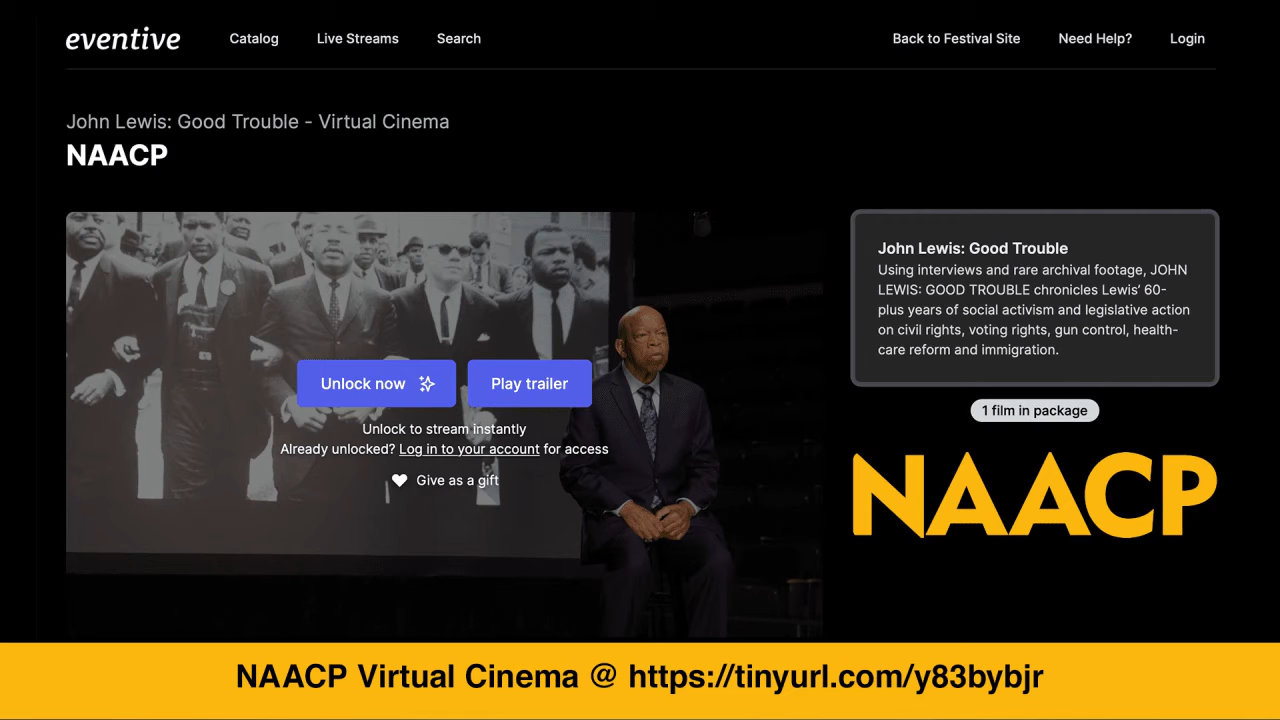 eventive Catalog Live Streams Search Back to Festival Site Need Help? Login
John Lewis: Good Trouble - Virtual Cinema
NAACP
Unlock now Play trailer
Unlock to stream instantly
Already unlocked? Log in to your account for access
Give as a gift
John Lewis: Good Trouble
Using interviews and rare archival footage, JOHN
LEWIS: GOOD TROUBLE chronicles Lewis’ 60-
plus years of social activism and legislative action
on civil rights, voting rights, gun control, health-
care reform and immigration.
1 film in package
NAACP
NAACP Virtual Cinema @ https://tinyurl.com/y83bybjr